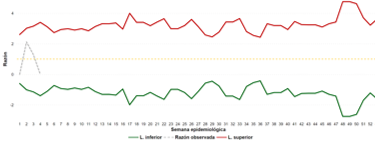 Razón
4
2
0
-2
1 2 3 4 5 6 7 8 9 10 11 12 13 14 15 16 17 18 19 20 21 22 23 24 25 26 27 28 29 30 31 32 33 34 35 36 37 38 39 40 41 42 43 44 45 46 47 48 49 50 51 52
Semana epidemiológica
L. inferior Razón observada L. superior